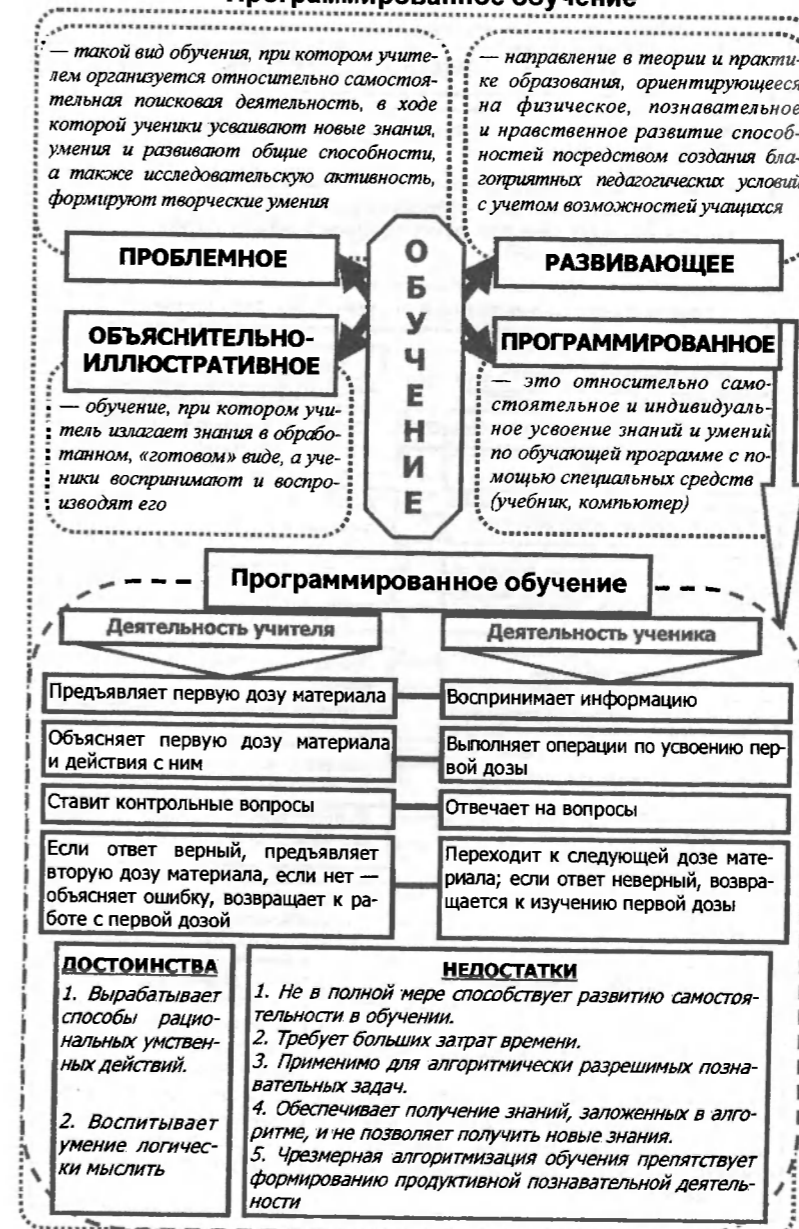 Программированное обучение
— такой вид обучения, при котором учите-
лем организуется относительно самостоя-
тельная поисковая деятельность, в ходе
которой ученики усваивают новые знания,
умения и развивают общие способности,
а также исследовательскую активность,
формируют творческие умения
— направление в теории и практи-
ке образования, ориентирующееся
на физическое, познавательное
и нравственное развитие способ-
ностей посредством создания бла-
гоприятных педагогических условий
с учетом возможностей учащихся
ПРОБЛЕМНОЕ
РАЗВИВАЮЩЕЕ
ОБУЧЕНИЕ
ОБЪЯСНИТЕЛЬНО-
ИЛЛЮСТРАТИВНОЕ
ПРОГРАММИРОВАННОЕ
— обучение, при котором учи-
тель излагает знания в обрабо-
танном, «готовом» виде, а уче-
ники воспринимают и воспро-
изводят его
— это относительно само-
стоятельное и индивидуаль-
ное усвоение знаний и умений
по обучающей программе с по-
мощью специальных средств
(учебник, компьютер)
Программированное обучение
Деятельность учителя
Деятельность ученика
Предъявляет первую дозу материала
Воспринимает информацию
Объясняет первую дозу материала
и действия с ним
Выполняет операции по усвоению пер-
вой дозы
Ставит контрольные вопросы
Отвечает на вопросы
Если ответ верный, предъявляет
вторую дозу материала, если нет —
объясняет ошибку, возвращает к ра-
боте с первой дозой
Переходит к следующей дозе мате-
риала; если ответ неверный, возвра-
щается к изучению первой дозы
ДОСТОИНСТВА
1. Вырабатывает
способы рацио-
нальных умствен-
ных действий.
2. Воспитывает
умение логичес-
ки мыслить
НЕДОСТАТКИ
1. Не в полной мере способствует развитию самостоя-
тельности в обучении.
2. Требует больших затрат времени.
3. Применимо для алгоритмически разрешимых позна-
вательных задач.
4. Обеспечивает получение знаний, заложенных в алго-
ритме, и не позволяет получить новые знания.
5. Чрезмерная алгоритмизация обучения препятствует
формированию продуктивной познавательной деятель-
ности